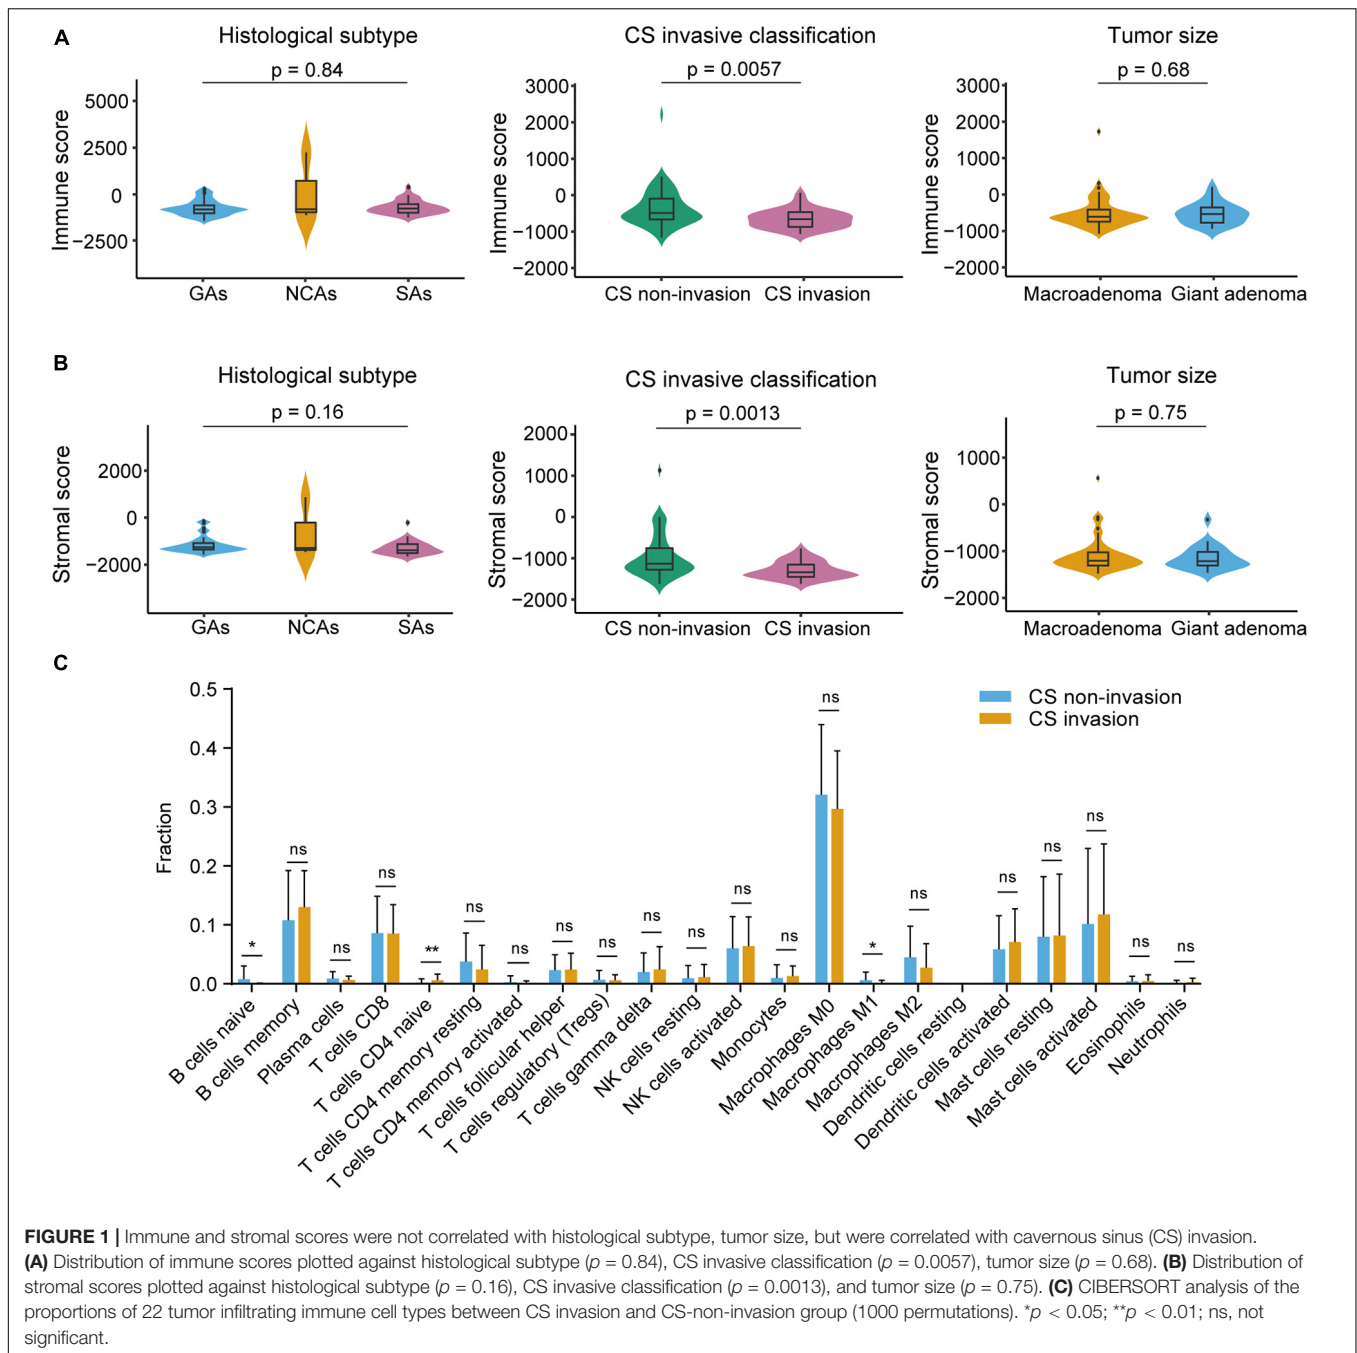 A
Histological subtype
CS invasive classification
Tumor size
p = 0.84
p = 0.0057
p = 0.68
Immune score
5000
2500
0
−2500
GAs
NCAs
SAs
Immune score
3000
2000
1000
0
−1000
−2000
CS non-invasion
CS invasion
Immune score
3000
2000
1000
0
−1000
−2000
Macroadenoma
Giant adenoma
B
Histological subtype
CS invasive classification
Tumor size
p = 0.16
p = 0.0013
p = 0.75
Stromal score
2000
0
−2000
GAs
NCAs
SAs
Stromal score
2000
1000
0
−1000
−2000
CS non-invasion
CS invasion
Stromal score
1000
0
−1000
−2000
Macroadenoma
Giant adenoma
C
CS non-invasion
CS invasion
Fraction
0.5
0.4
0.3
0.2
0.1
0.0
*
ns
ns
ns
**
ns
ns
ns
ns
ns
ns
ns
ns
ns
*
ns
ns
ns
ns
ns
ns
B cells naive
B cells memory
Plasma cells
T cells CD8
T cells CD4 naive
T cells CD4 memory resting
T cells CD4 memory activated
T cells follicular helper
T cells regulatory (Tregs)
T cells gamma delta
NK cells resting
NK cells activated
Monocytes
Macrophages M0
Macrophages M1
Macrophages M2
Dendritic cells resting
Dendritic cells activated
Mast cells resting
Mast cells activated
Eosinophils
Neutrophils
FIGURE 1 | Immune and stromal scores were not correlated with histological subtype, tumor size, but were correlated with cavernous sinus (CS) invasion.
(A) Distribution of immune scores plotted against histological subtype (p = 0.84), CS invasive classification (p = 0.0057), tumor size (p = 0.68). (B) Distribution of
stromal scores plotted against histological subtype (p = 0.16), CS invasive classification (p = 0.0013), and tumor size (p = 0.75). (C) CIBERSORT analysis of the
proportions of 22 tumor infiltrating immune cell types between CS invasion and CS-non-invasion group (1000 permutations). *p < 0.05; **p < 0.01; ns, not
significant.